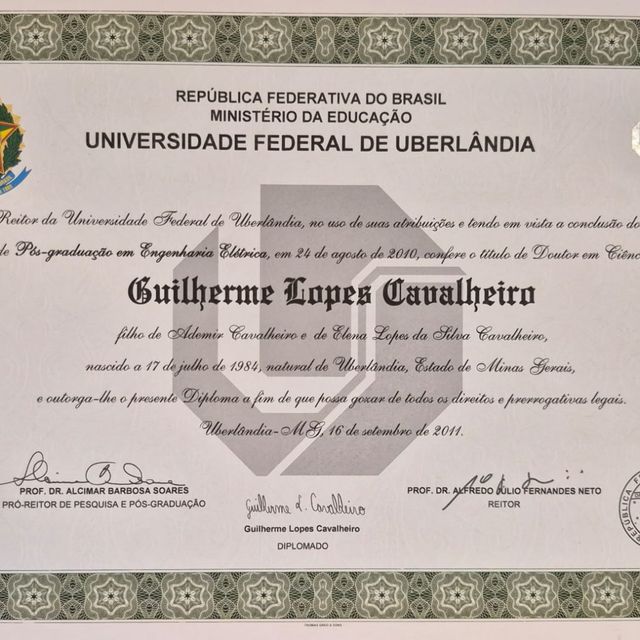 REPÚBLICA FEDERATIVA DO BRASIL
MINISTÉRIO DA EDUCAÇÃO
UNIVERSIDADE FEDERAL DE UBERLÂNDIA
Reitor da Universidade Federal de Uberlândia, no uso de suas atribuições e tendo em vista a conclusão do
de Pós-graduação em Engenharia Elétrica, em 24 de agosto de 2010, confere o título de Doutor em Ciênc
Guilherme Lopes Cavalheiro
filho de Ademir Cavalheiro e de Elena Lopes da Silva Cavalheiro,
nascido a 17 de julho de 1984, natural de Uberlândia, Estado de Minas Gerais,
e outorga-lhe o presente Diploma a fim de que possa gozar de todos os direitos e prerrogativas legais.
Uberlândia-MG, 16 de setembro de 2011.
PROF. DR. ALCIMAR BARBOSA SOARES
PRÓ-REITOR DE PESQUISA E PÓS-GRADUAÇÃO
Guilherme L. Cavalheiro
Guilherme Lopes Cavalheiro
DIPLOMADO
PROF. DR. ALFREDO JÚLIO FERNANDES NETO
REITOR
REPÚBLICA F